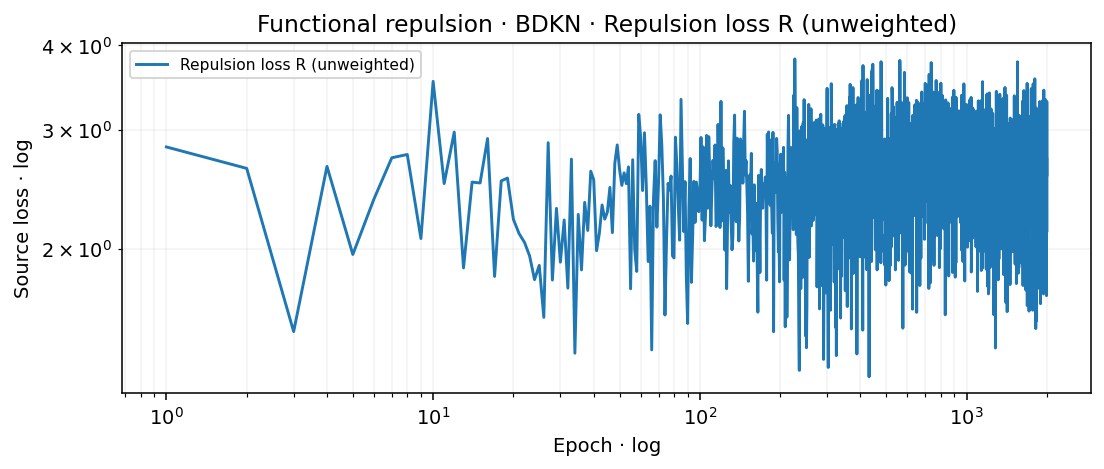 Functional repulsion · BDKN · Repulsion loss R (unweighted)
Repulsion loss R (unweighted)
4 × 10⁰
3 × 10⁰
2 × 10⁰
Source loss · log
10⁰ 10¹ 10² 10³
Epoch · log